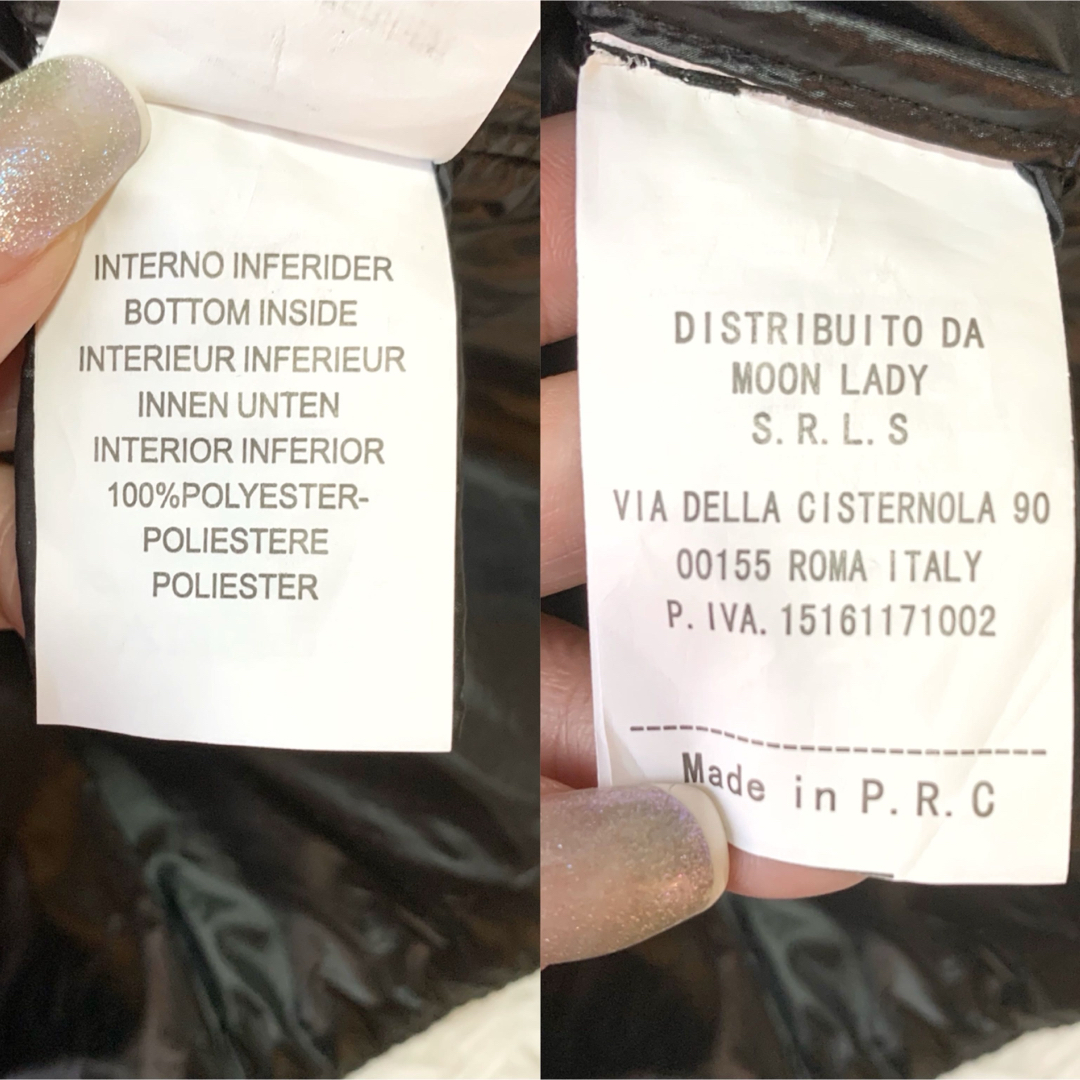 INTERNO INFERIDER
BOTTOM INSIDE
INTERIEUR INFERIEUR
INNEN UNTEN
INTERIOR INFERIOR
100%POLYESTER-
POLIESTERE
POLIESTER
DISTRIBUITO DA
MOON LADY
S.R.L.S
VIA DELLA CISTERNOLA 90
00155 ROMA ITALY
P.IVA.15161171002
Made in P.R.C